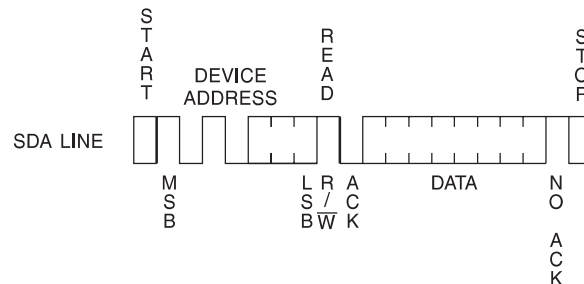 START
DEVICE
ADDRESS
READ
STOP
SDA LINE
MSB
LSB
R/W
ACK
DATA
NO ACK